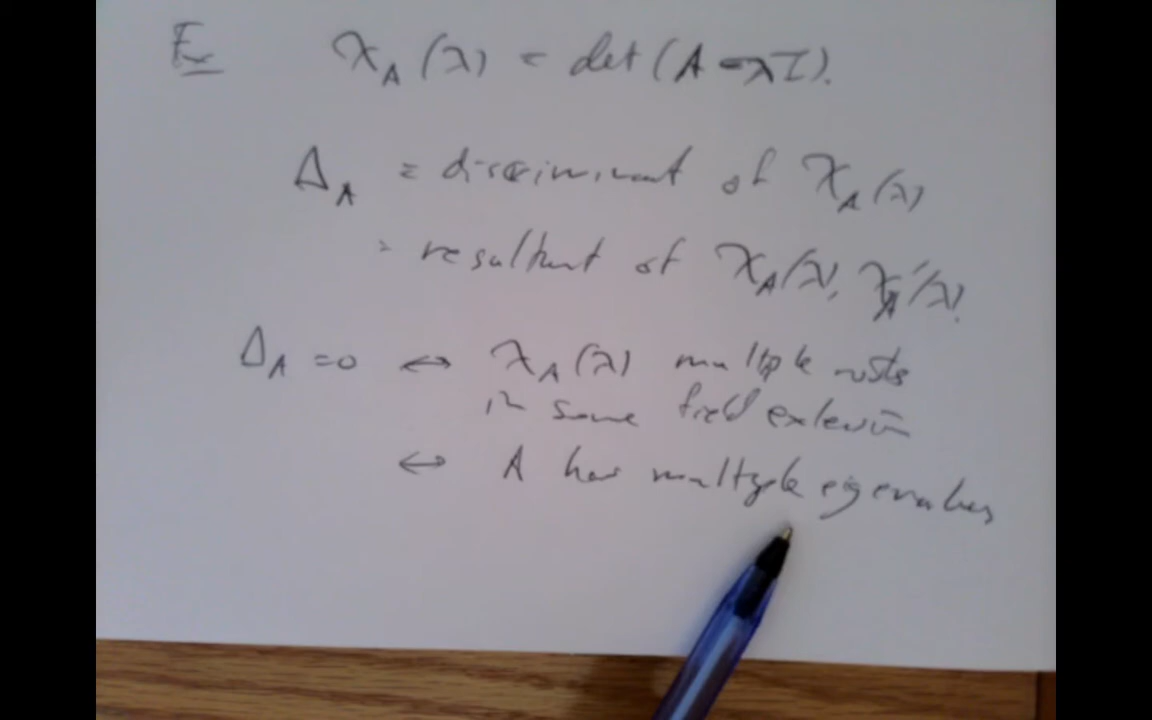 Ex χ_A(λ) = det(A - λI).
Δ_A = discriminant of χ_A(λ)
= resultant of χ_A(λ), χ_A'(λ).
Δ_A = 0 ↔ χ_A(λ) multiple roots
in some field extension
↔ A has multiple eigenvalues